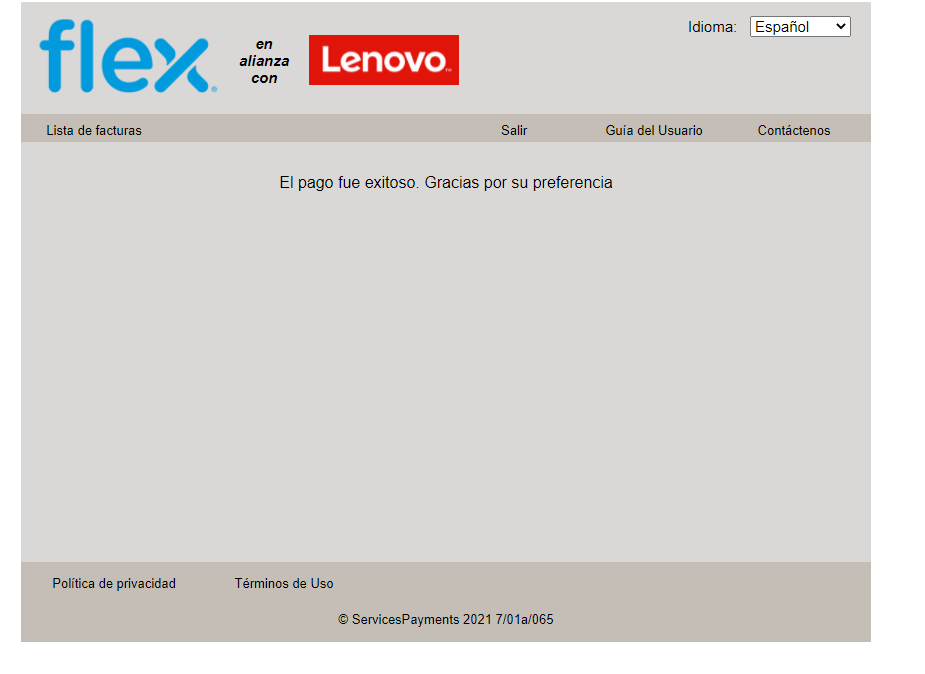 flex
en
alianza
con
Lenovo
Idioma: Español
Lista de facturas Salir Guía del Usuario Contáctenos
El pago fue exitoso. Gracias por su preferencia
Política de privacidad Términos de Uso
© ServicesPayments 2021 7/01a/065